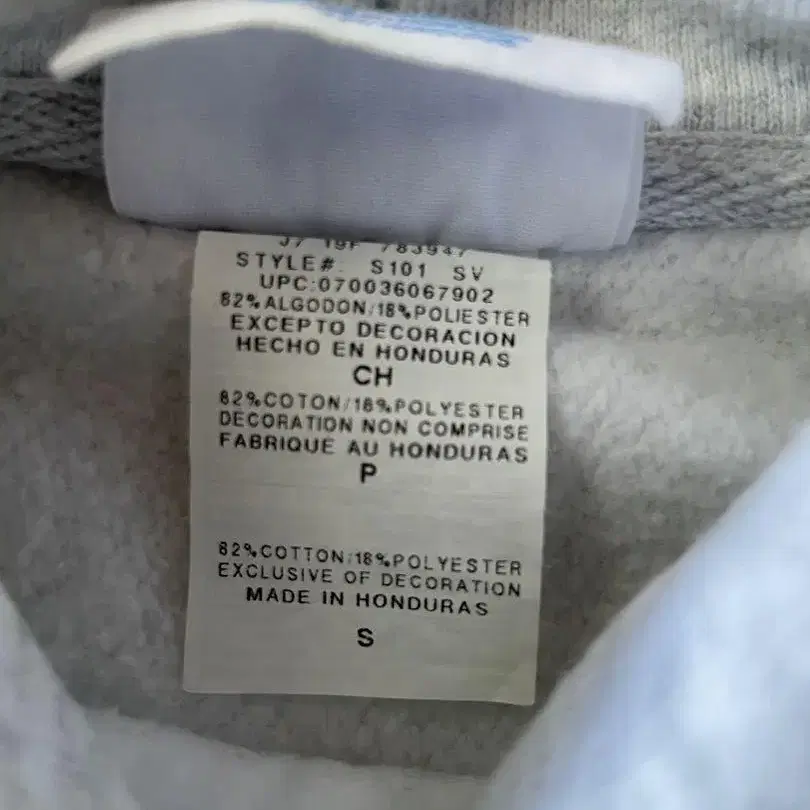 STYLE#: S101 SV
UPC:070036067902
82%ALGODON/18%POLIESTER
EXCEPTO DECORACION
HECHO EN HONDURAS
CH
82%COTON/18%POLYESTER
DECORATION NON COMPRISE
FABRIQUE AU HONDURAS
P
82%COTTON/18%POLYESTER
EXCLUSIVE OF DECORATION
MADE IN HONDURAS
S